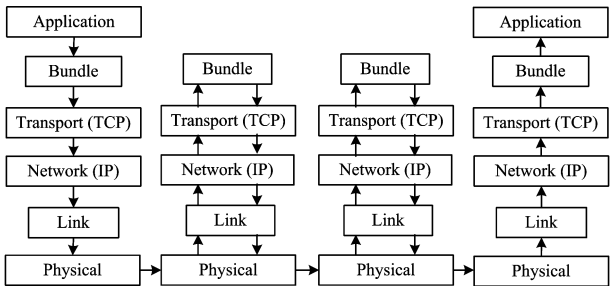 Application
Bundle
Transport (TCP)
Network (IP)
Link
Physical
Bundle
Transport (TCP)
Network (IP)
Link
Physical
Bundle
Transport (TCP)
Network (IP)
Link
Physical
Application
Bundle
Transport (TCP)
Network (IP)
Link
Physical